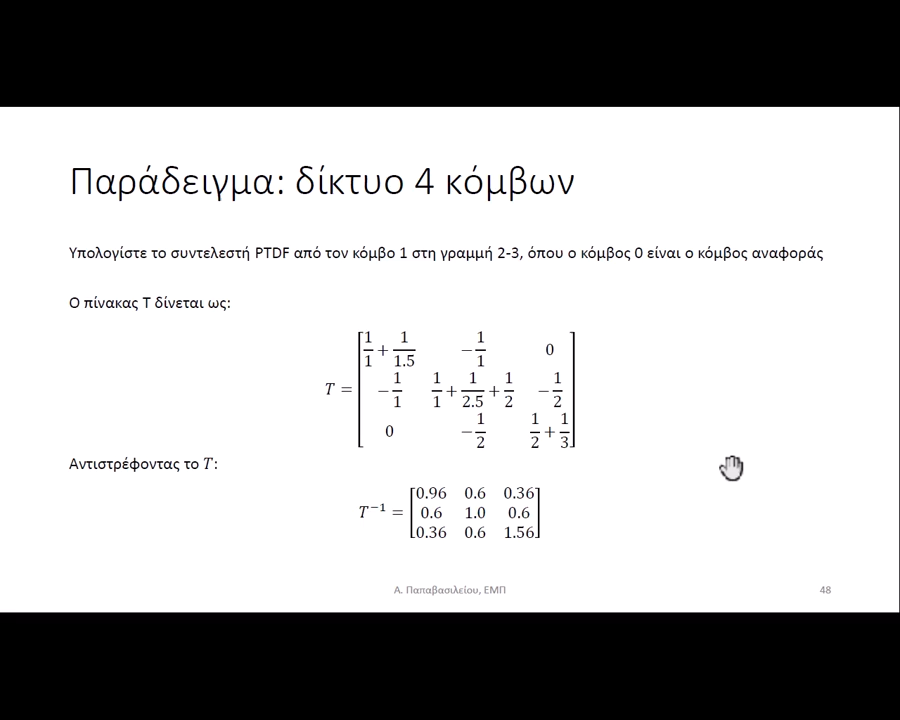 Παράδειγμα: δίκτυο 4 κόμβων
Υπολογίστε το συντελεστή PTDF από τον κόμβο 1 στη γραμμή 2-3, όπου ο κόμβος 0 είναι ο κόμβος αναφοράς
Ο πίνακας Τ δίνεται ως:
T = [1/1 + 1/1.5 −1/1 0
−1/1 1/1 + 1/2.5 + 1/2 −1/2
0 −1/2 1/2 + 1/3]
Αντιστρέφοντας το T:
T⁻¹ = [0.96 0.6 0.36
0.6 1.0 0.6
0.36 0.6 1.56]
Α. Παπαβασιλείου, ΕΜΠ
48